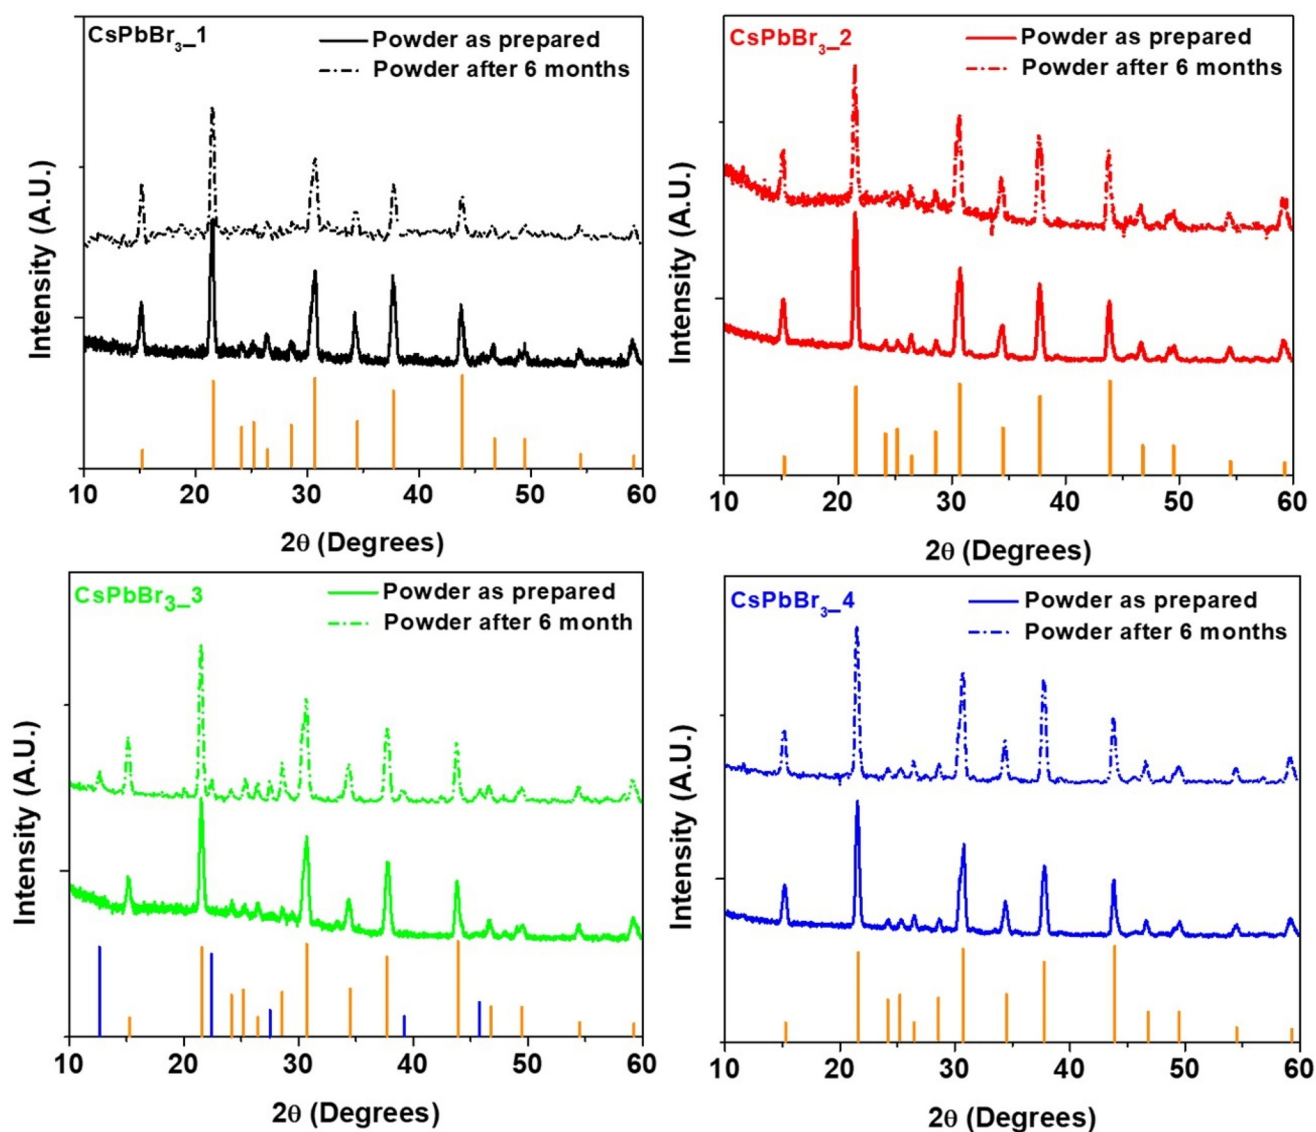 CsPbBr₃_1
Powder as prepared
Powder after 6 months
Intensity (A.U.)
10 20 30 40 50 60
2θ (Degrees)
CsPbBr₃_2
Powder as prepared
Powder after 6 months
Intensity (A.U.)
10 20 30 40 50 60
2θ (Degrees)
CsPbBr₃_3
Powder as prepared
Powder after 6 month
Intensity (A.U.)
10 20 30 40 50 60
2θ (Degrees)
CsPbBr₃_4
Powder as prepared
Powder after 6 months
Intensity (A.U.)
10 20 30 40 50 60
2θ (Degrees)